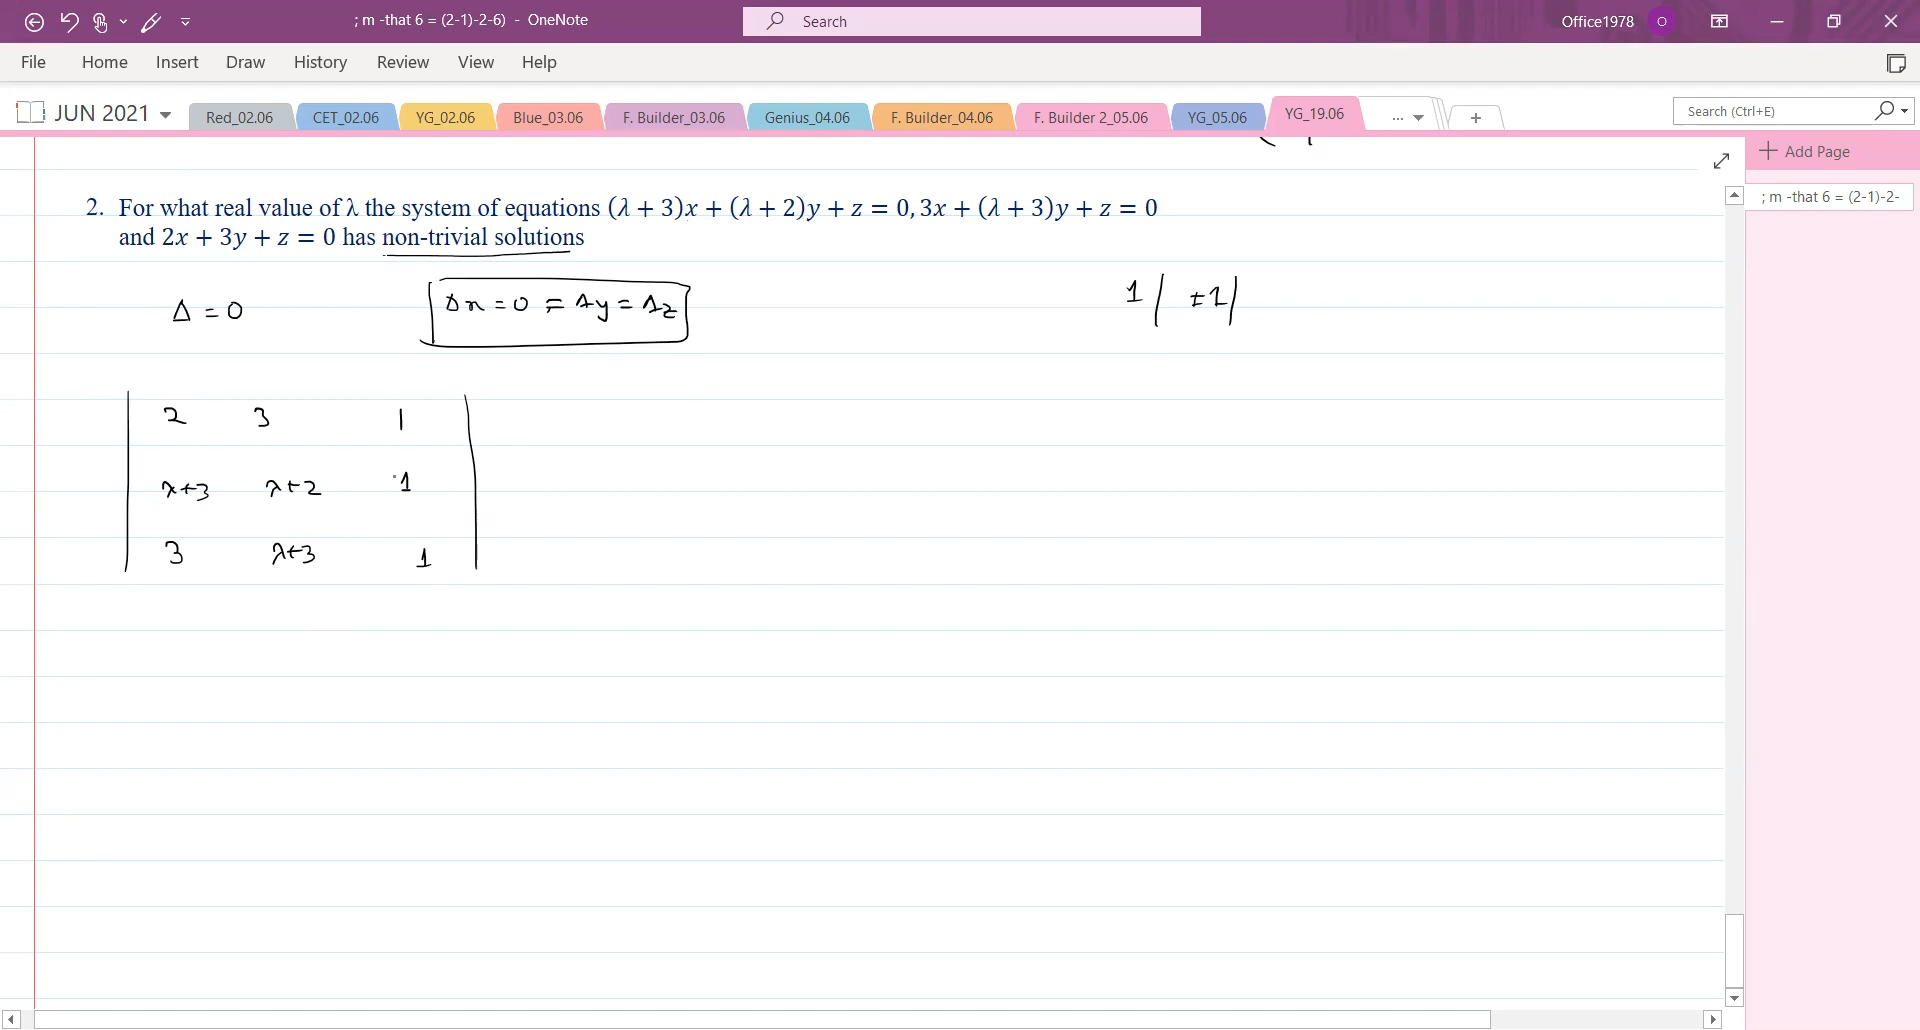 ; m -that 6 = (2-1)-2-6) - OneNote
Search
Office1978
O
File Home Insert Draw History Review View Help
JUN 2021
Red_02.06 CET_02.06 YG_02.06 Blue_03.06 F. Builder_03.06 Genius_04.06 F. Builder_04.06 F. Builder 2_05.06 YG_05.06 YG_19.06 ... +
Search (Ctrl+E)
Add Page
; m -that 6 = (2-1)-2-
2. For what real value of λ the system of equations (λ + 3)x + (λ + 2)y + z = 0, 3x + (λ + 3)y + z = 0
and 2x + 3y + z = 0 has non-trivial solutions
Δ = 0
Δx = 0 = Δy = Δz
1 | ±1 |
2 3 1
λ+3 λ+2 1
3 λ+3 1